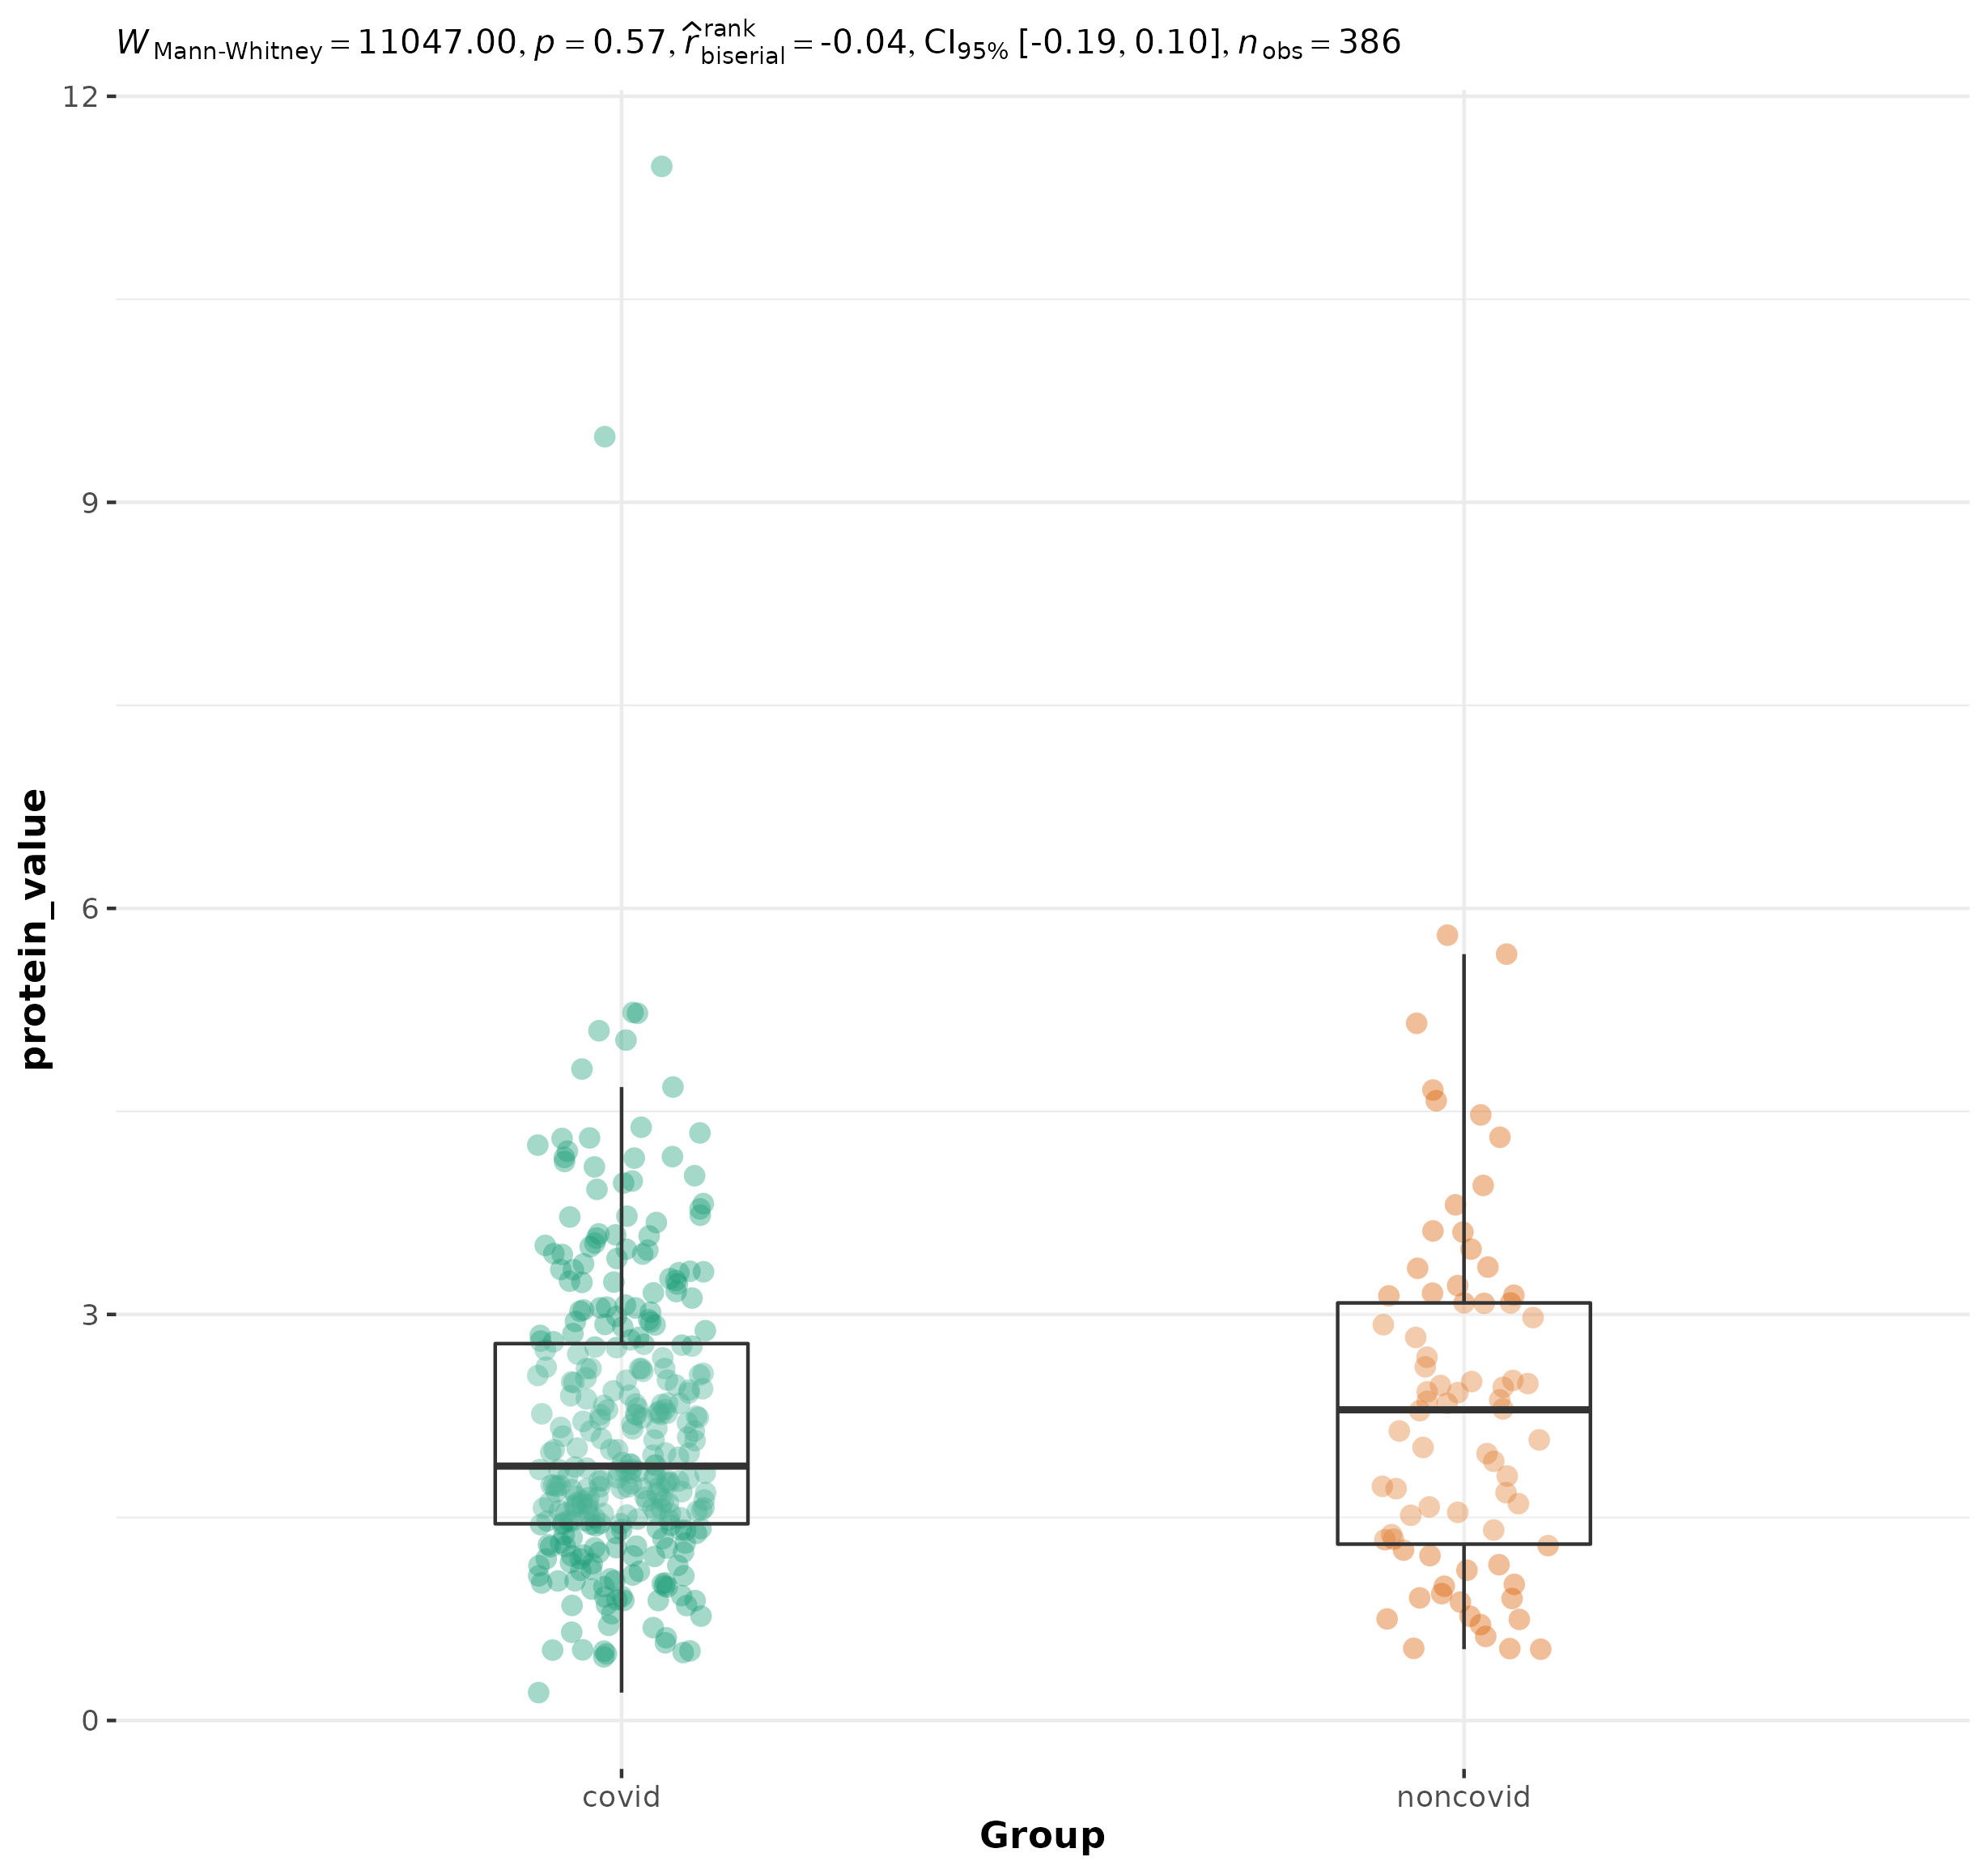 W Mann-Whitney = 11047.00, p = 0.57, r̂ rank biserial = -0.04, CI95% [-0.19, 0.10], n obs = 386
12
9
6
3
0
protein_value
covid noncovid
Group